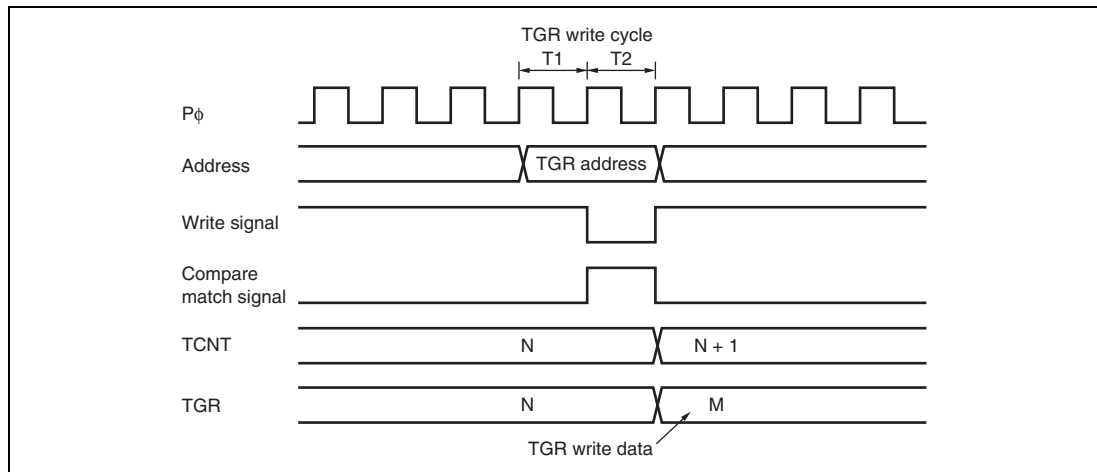 TGR write cycle
T1 T2
Pϕ
Address TGR address
Write signal
Compare
match signal
TCNT N N + 1
TGR N M
TGR write data